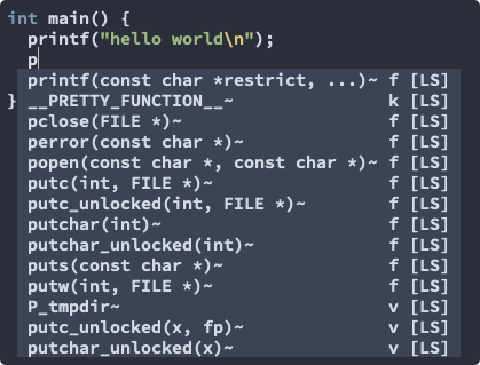 int main() {
  printf("hello world\n");
  p
  printf(const char *restrict, ...)~ f [LS]
} __PRETTY_FUNCTION__~ k [LS]
  pclose(FILE *)~ f [LS]
  perror(const char *)~ f [LS]
  popen(const char *, const char *)~ f [LS]
  putc(int, FILE *)~ f [LS]
  putc_unlocked(int, FILE *)~ f [LS]
  putchar(int)~ f [LS]
  putchar_unlocked(int)~ f [LS]
  puts(const char *)~ f [LS]
  putw(int, FILE *)~ f [LS]
  P_tmpdir~ v [LS]
  putc_unlocked(x, fp)~ v [LS]
  putchar_unlocked(x)~ v [LS]